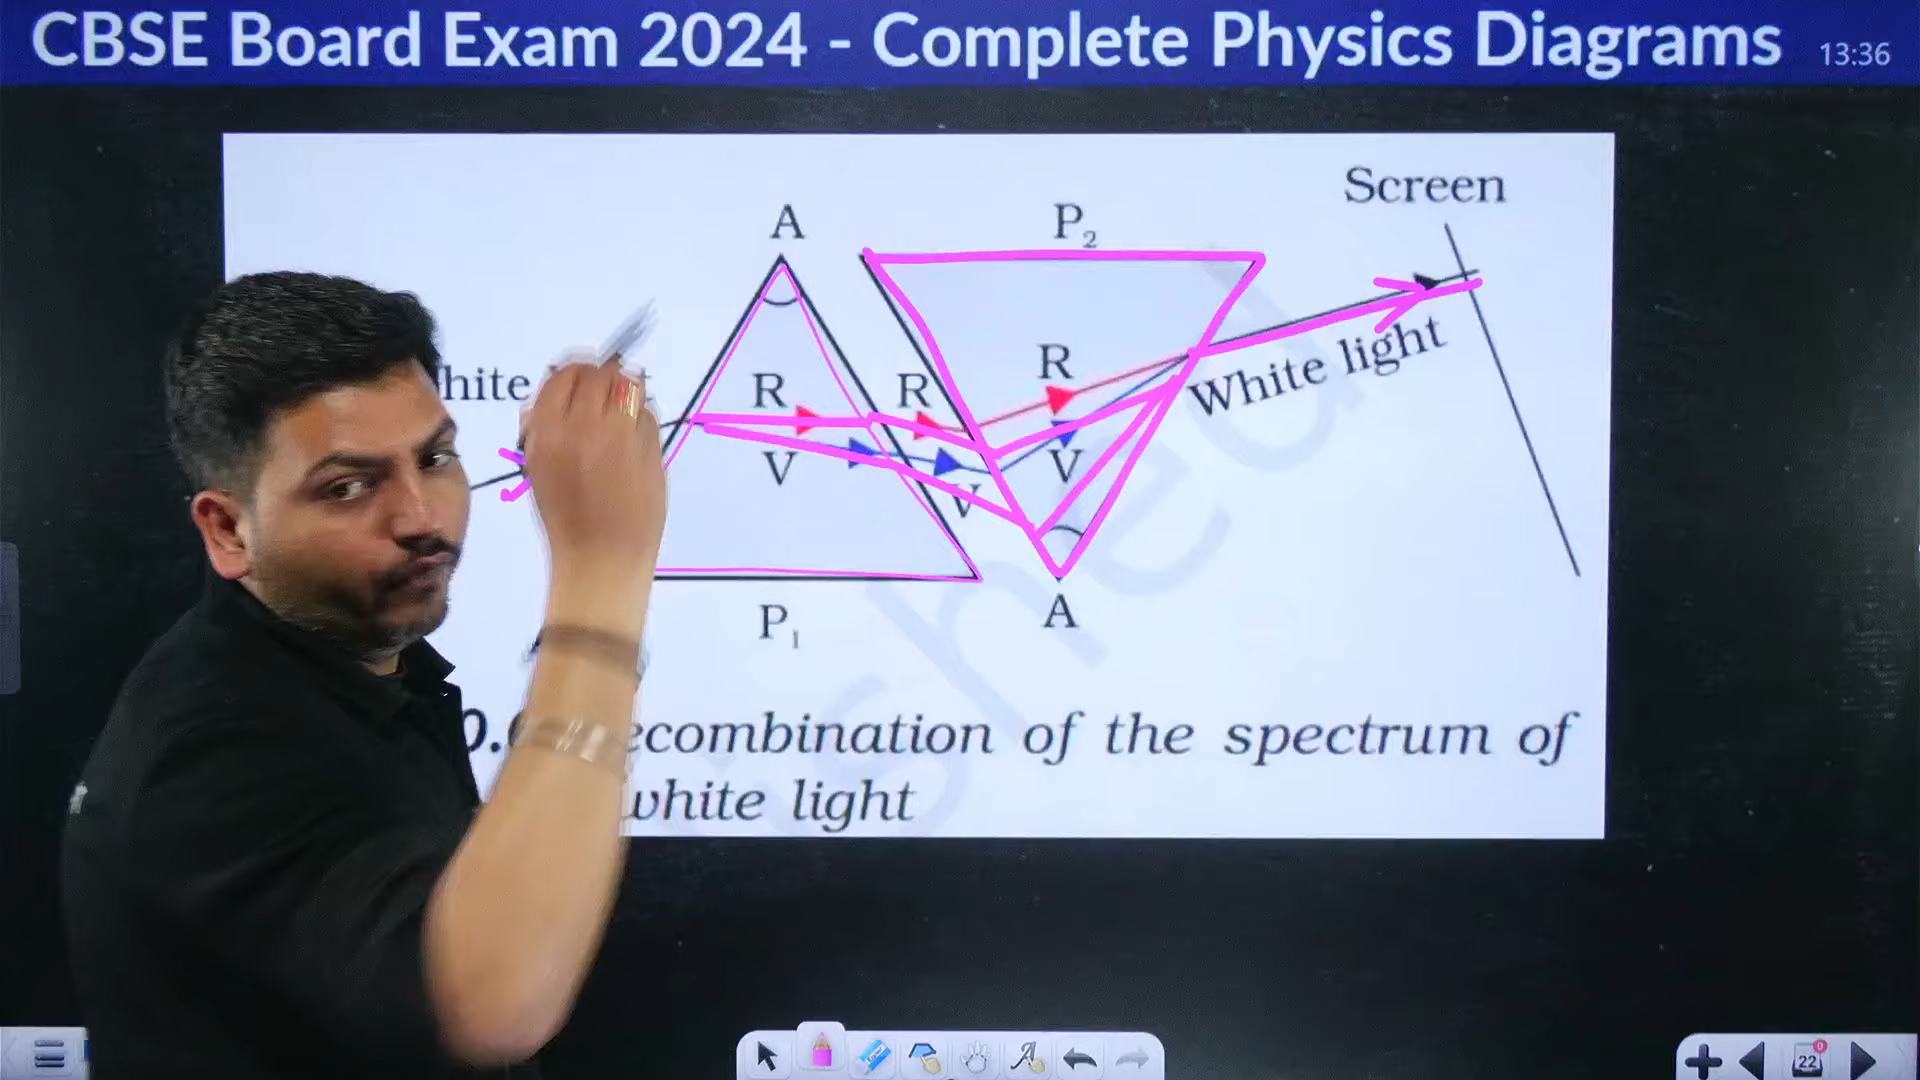 CBSE Board Exam 2024 - Complete Physics Diagrams 13:36
Screen
A
P2
R
R
R
hite
White light
V
V
V
A
P1
ecombination of the spectrum of
white light
22